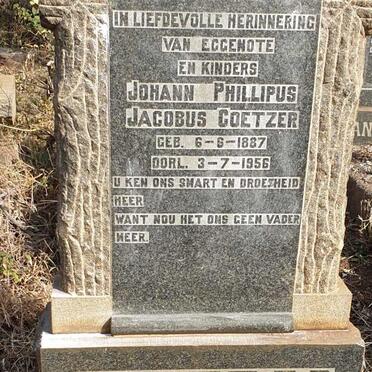 IN LIEFDEVOLLE HERINNERING
VAN EGGENOTE
EN KINDERS
JOHANN PHILLIPUS
JACOBUS COETZER
GEB. 6-6-1887
OORL. 3-7-1956
U KEN ONS SMART EN DROEFHEID
HEER
WANT NOU HET ONS GEEN VADER
MEER.